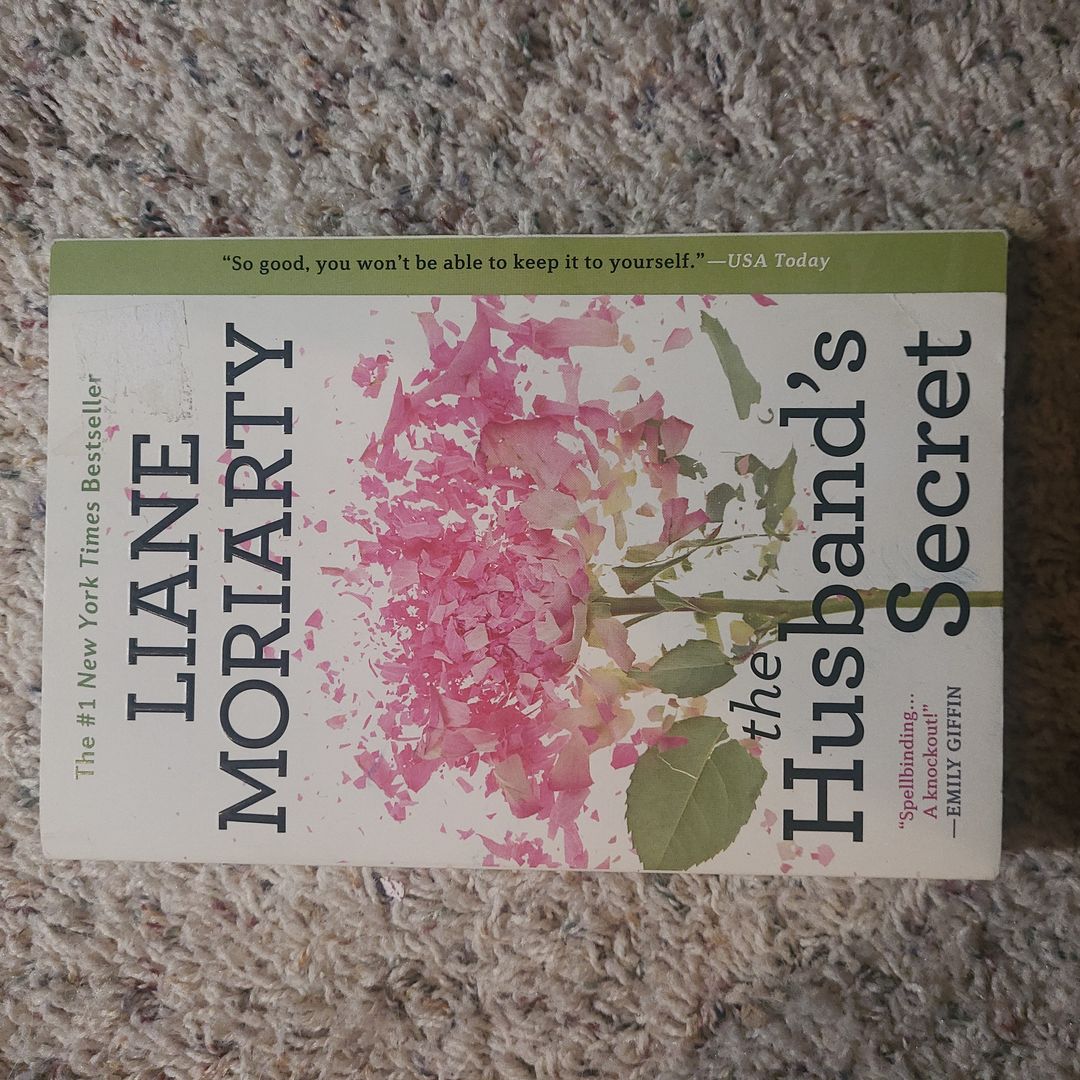 The #1 New York Times Bestseller
LIANE
MORIARTY
the
Husband’s
Secret
“Spellbinding...
A knockout!”
—EMILY GIFFIN
“So good, you won’t be able to keep it to yourself.”—USA Today